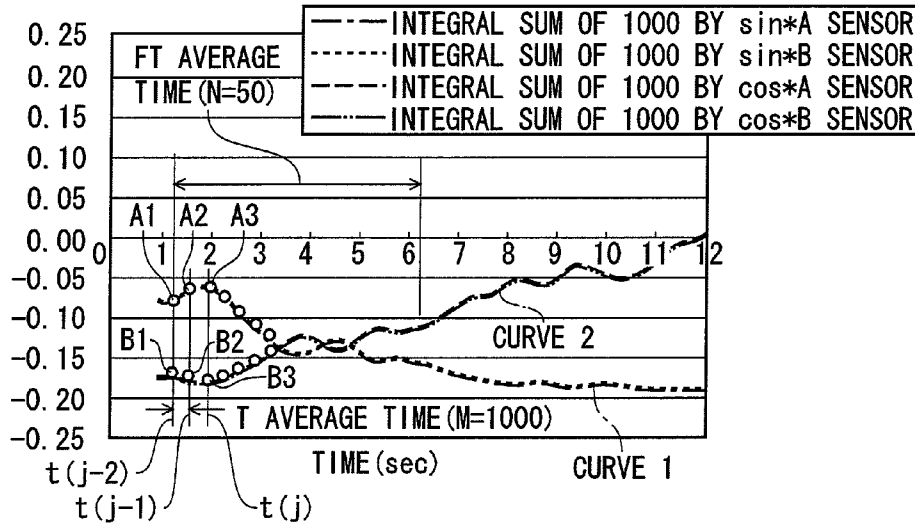 INTEGRAL SUM OF 1000 BY sin*A SENSOR
INTEGRAL SUM OF 1000 BY sin*B SENSOR
INTEGRAL SUM OF 1000 BY cos*A SENSOR
INTEGRAL SUM OF 1000 BY cos*B SENSOR
0.25
0.20
0.15
0.10
0.05
0.00
-0.05
-0.10
-0.15
-0.20
-0.25
FT AVERAGE
TIME(N=50)
A1 A2 A3
0 1 2 3 4 5 6 7 8 9 10 11 12
B1 B2
B3
CURVE 2
T AVERAGE TIME(M=1000)
TIME(sec)
CURVE 1
t(j-2)
t(j-1)
t(j)